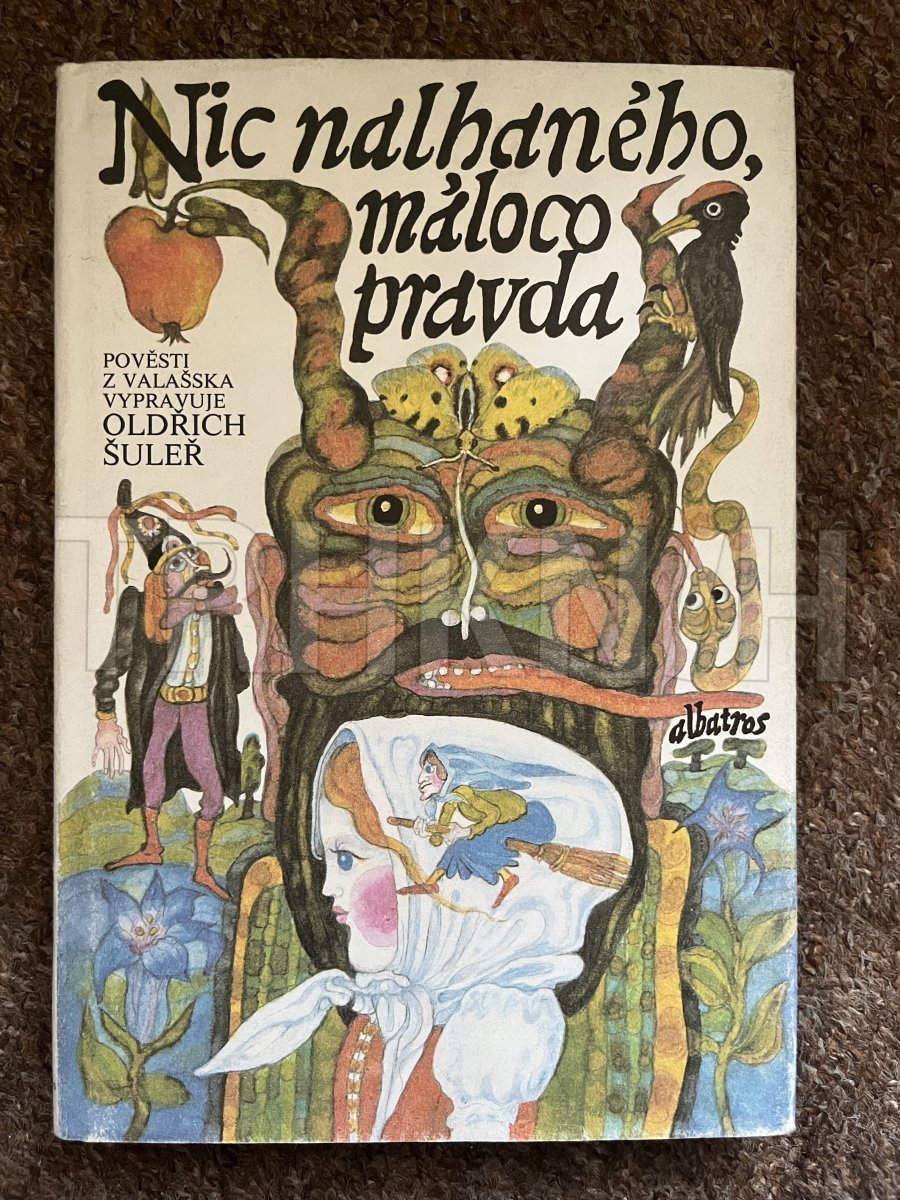 Nic nalhaného,
máloco
pravda
POVĚSTI
Z VALAŠSKA
VYPRAVUJE
OLDŘICH
ŠULEŘ
albatros